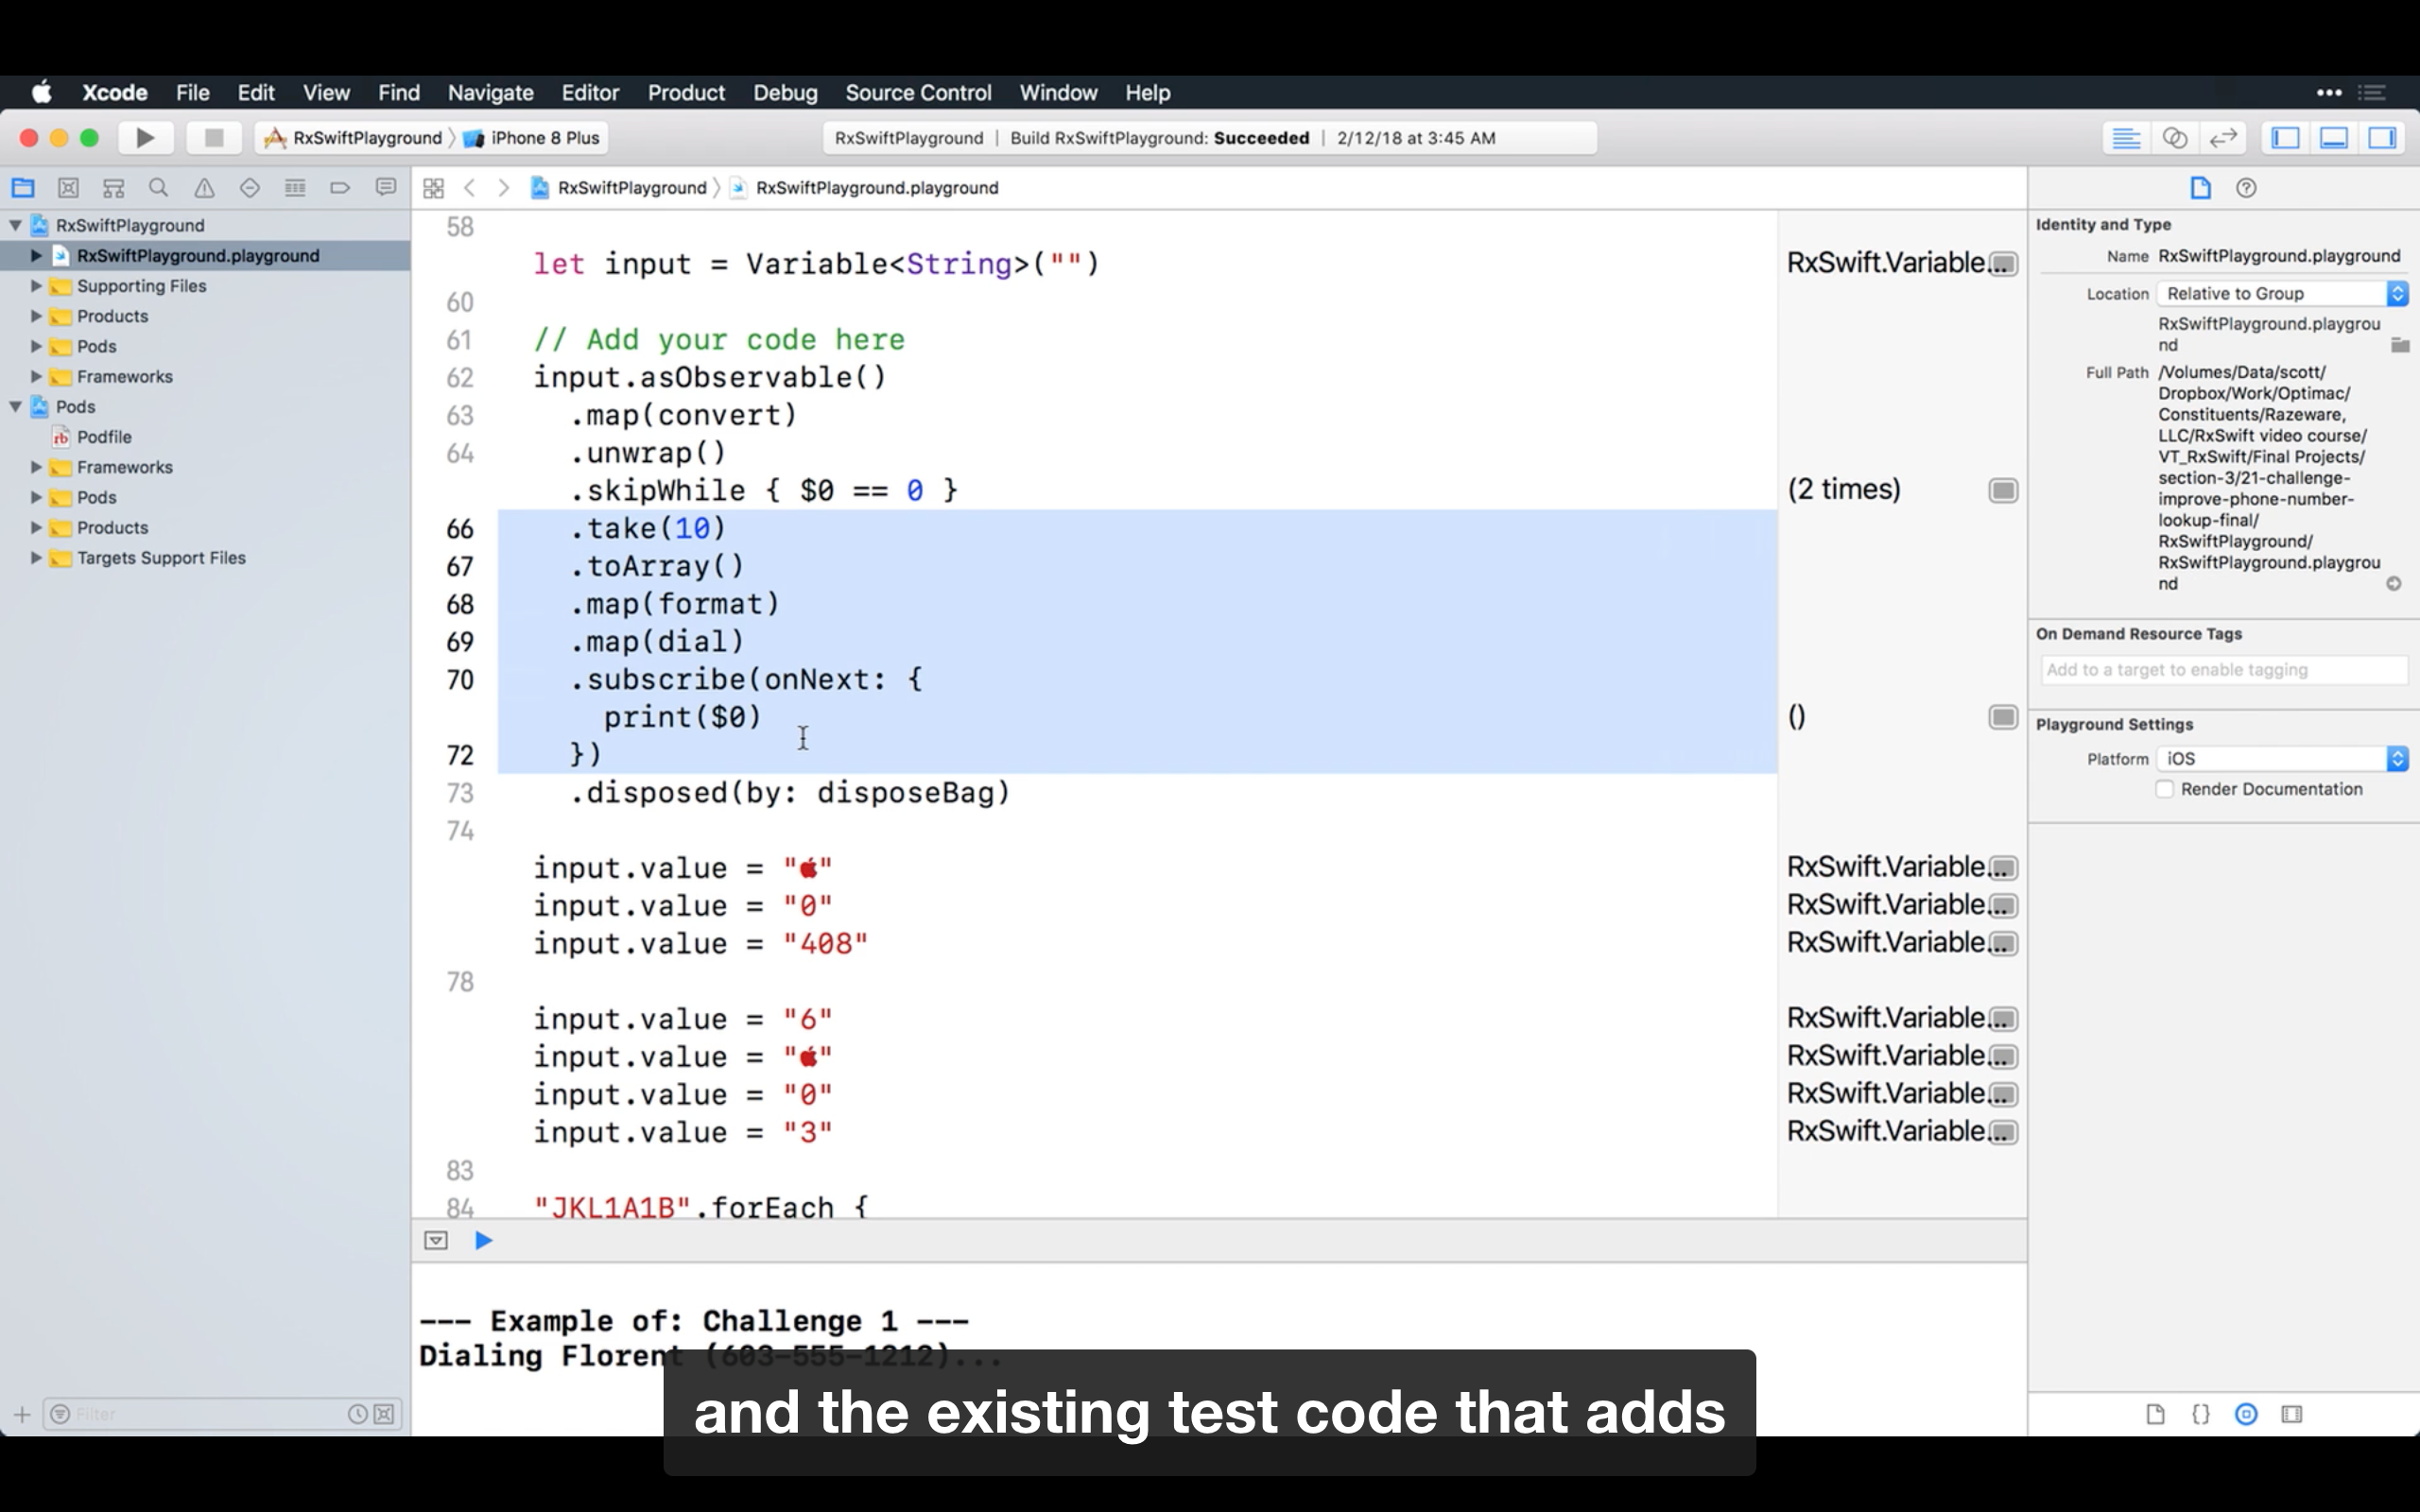 Xcode File Edit View Find Navigate Editor Product Debug Source Control Window Help
RxSwiftPlayground iPhone 8 Plus
RxSwiftPlayground | Build RxSwiftPlayground: Succeeded | 2/12/18 at 3:45 AM
RxSwiftPlayground
RxSwiftPlayground.playground
Supporting Files
Products
Pods
Frameworks
Pods
Podfile
Frameworks
Pods
Products
Targets Support Files
Filter
RxSwiftPlayground RxSwiftPlayground.playground
58
let input = Variable<String>("") RxSwift.Variable...
60
61 // Add your code here
62 input.asObservable()
63 .map(convert)
64 .unwrap()
.skipWhile { $0 == 0 } (2 times)
66 .take(10)
67 .toArray()
68 .map(format)
69 .map(dial)
70 .subscribe(onNext: {
print($0) ()
72 })
73 .disposed(by: disposeBag)
74
input.value = "" RxSwift.Variable...
input.value = "0" RxSwift.Variable...
input.value = "408" RxSwift.Variable...
78
input.value = "6" RxSwift.Variable...
input.value = "" RxSwift.Variable...
input.value = "0" RxSwift.Variable...
input.value = "3" RxSwift.Variable...
83
84 "JKL1A1B".forEach {
--- Example of: Challenge 1 ---
Dialing Florent (603-555-1212)...
and the existing test code that adds
Identity and Type
Name RxSwiftPlayground.playground
Location Relative to Group
RxSwiftPlayground.playgrou
nd
Full Path /Volumes/Data/scott/
Dropbox/Work/Optimac/
Constituents/Razeware,
LLC/RxSwift video course/
VT_RxSwift/Final Projects/
section-3/21-challenge-
improve-phone-number-
lookup-final/
RxSwiftPlayground/
RxSwiftPlayground.playgrou
nd
On Demand Resource Tags
Add to a target to enable tagging
Playground Settings
Platform iOS
Render Documentation